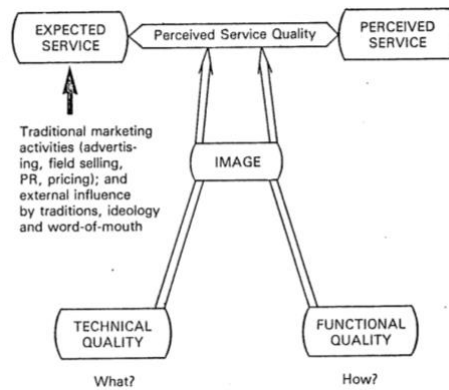 EXPECTED
SERVICE
Perceived Service Quality
PERCEIVED
SERVICE
Traditional marketing
activities (advertis-
ing, field selling,
PR, pricing); and
external influence
by traditions, ideology
and word-of-mouth
IMAGE
TECHNICAL
QUALITY
FUNCTIONAL
QUALITY
What?
How?